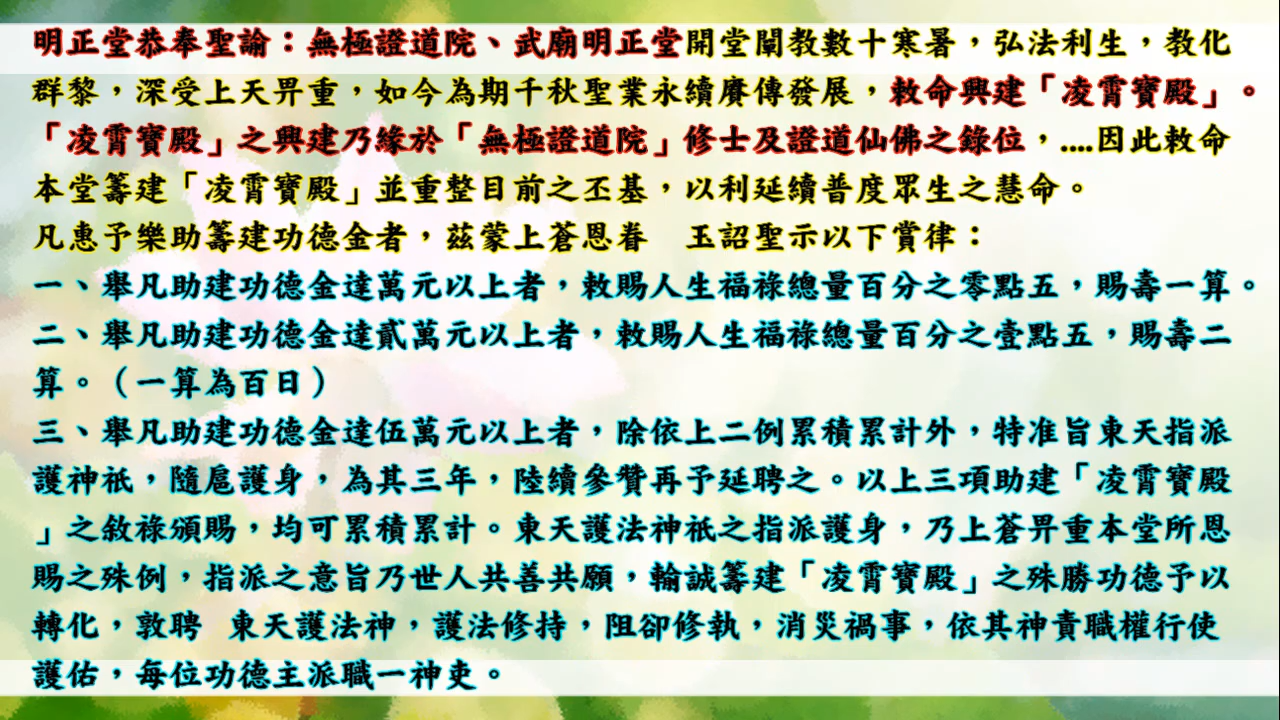 明正堂恭奉聖諭：無極證道院、武廟明正堂開堂闡教數十寒暑，弘法利生，教化
群黎，深受上天畀重，如今為期千秋聖業永續賡傳發展，敕命興建「凌霄寶殿」。
「凌霄寶殿」之興建乃緣於「無極證道院」修士及證道仙佛之錄位，....因此敕命
本堂籌建「凌霄寶殿」並重整目前之丕基，以利延續普度眾生之慧命。
凡惠予樂助籌建功德金者，茲蒙上蒼恩眷　玉詔聖示以下賞律：
一、舉凡助建功德金達萬元以上者，敕賜人生福祿總量百分之零點五，賜壽一算。
二、舉凡助建功德金達貳萬元以上者，敕賜人生福祿總量百分之壹點五，賜壽二
算。（一算為百日）
三、舉凡助建功德金達伍萬元以上者，除依上二例累積累計外，特准旨東天指派
護神祇，隨扈護身，為其三年，陸續參贊再予延聘之。以上三項助建「凌霄寶殿
」之敘祿頒賜，均可累積累計。東天護法神祇之指派護身，乃上蒼畀重本堂所恩
賜之殊例，指派之意旨乃世人共善共願，輸誠籌建「凌霄寶殿」之殊勝功德予以
轉化，敦聘　東天護法神，護法修持，阻卻修執，消災禍事，依其神責職權行使
護佑，每位功德主派職一神吏。